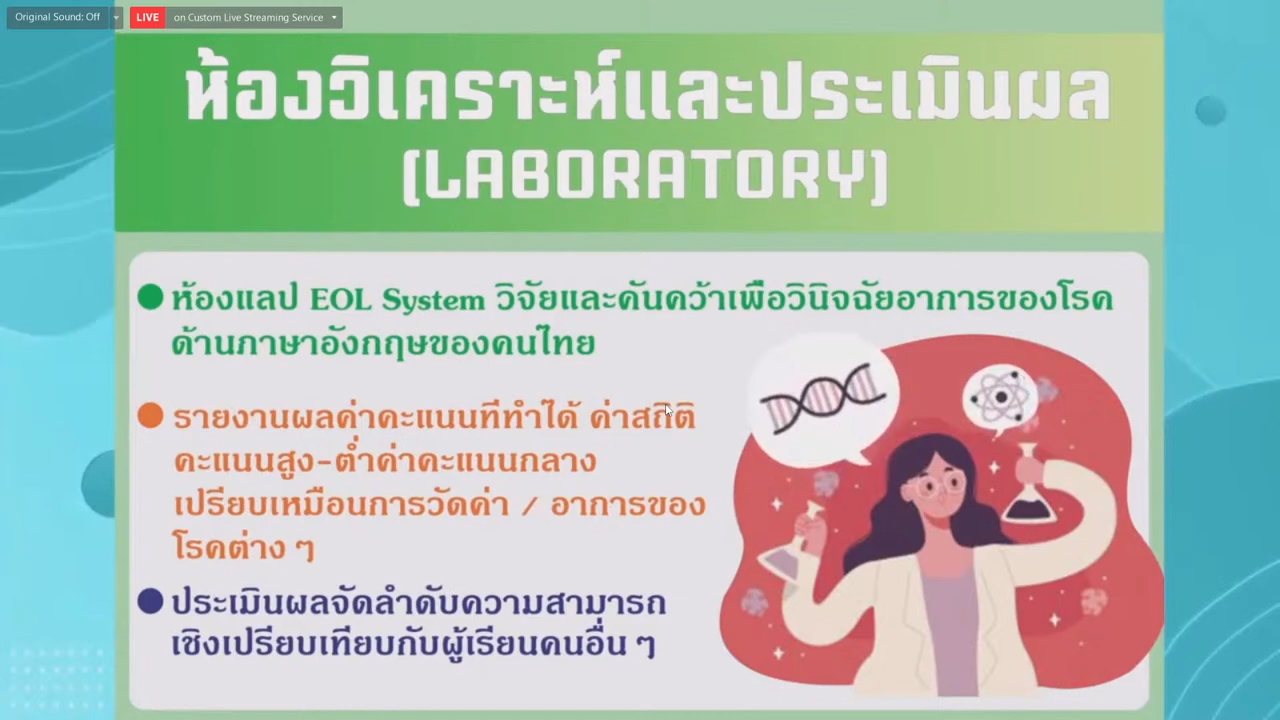 Original Sound: Off
LIVE on Custom Live Streaming Service
ห้องวิเคราะห์และประเมินผล
(LABORATORY)
ห้องแลป EOL System วิจัยและค้นคว้าเพื่อวินิจฉัยอาการของโรค
ด้านภาษาอังกฤษของคนไทย
รายงานผลค่าคะแนนที่ทำได้ ค่าสถิติ
คะแนนสูง-ต่ำค่าคะแนนกลาง
เปรียบเหมือนการวัดค่า / อาการของ
โรคต่าง ๆ
ประเมินผลจัดลำดับความสามารถ
เชิงเปรียบเทียบกับผู้เรียนคนอื่น ๆ